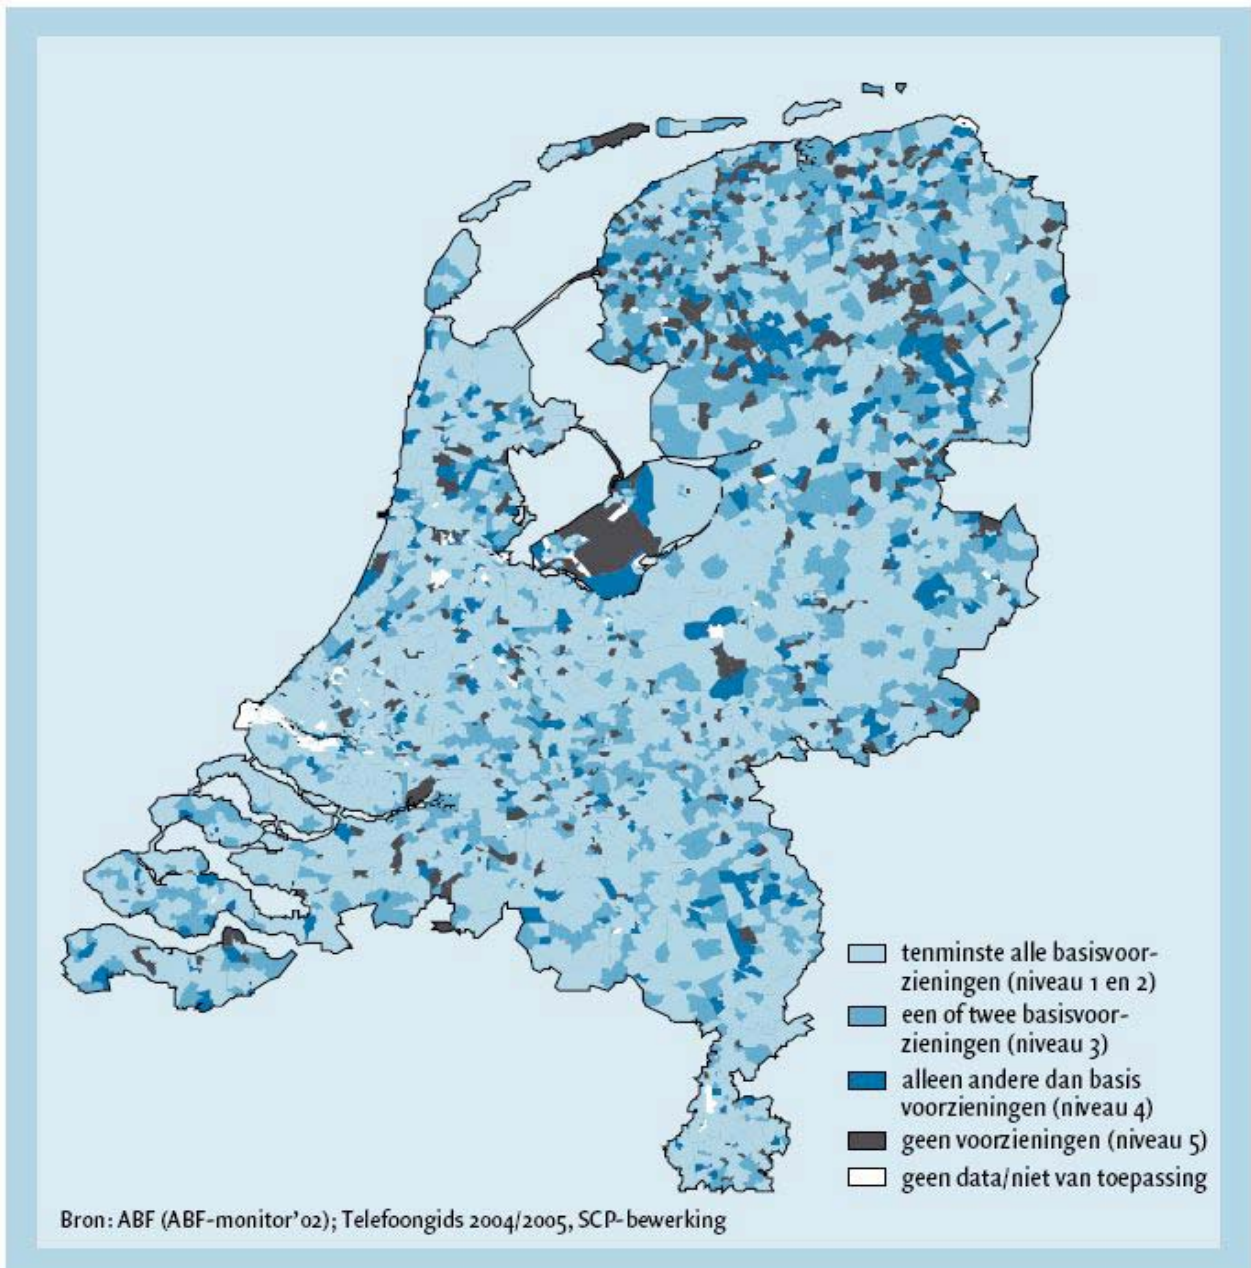 tenminste alle basisvoor-
zieningen (niveau 1 en 2)
een of twee basisvoor-
zieningen (niveau 3)
alleen andere dan basis
voorzieningen (niveau 4)
geen voorzieningen (niveau 5)
geen data/niet van toepassing
Bron: ABF (ABF-monitor'02); Telefoongids 2004/2005, SCP-bewerking